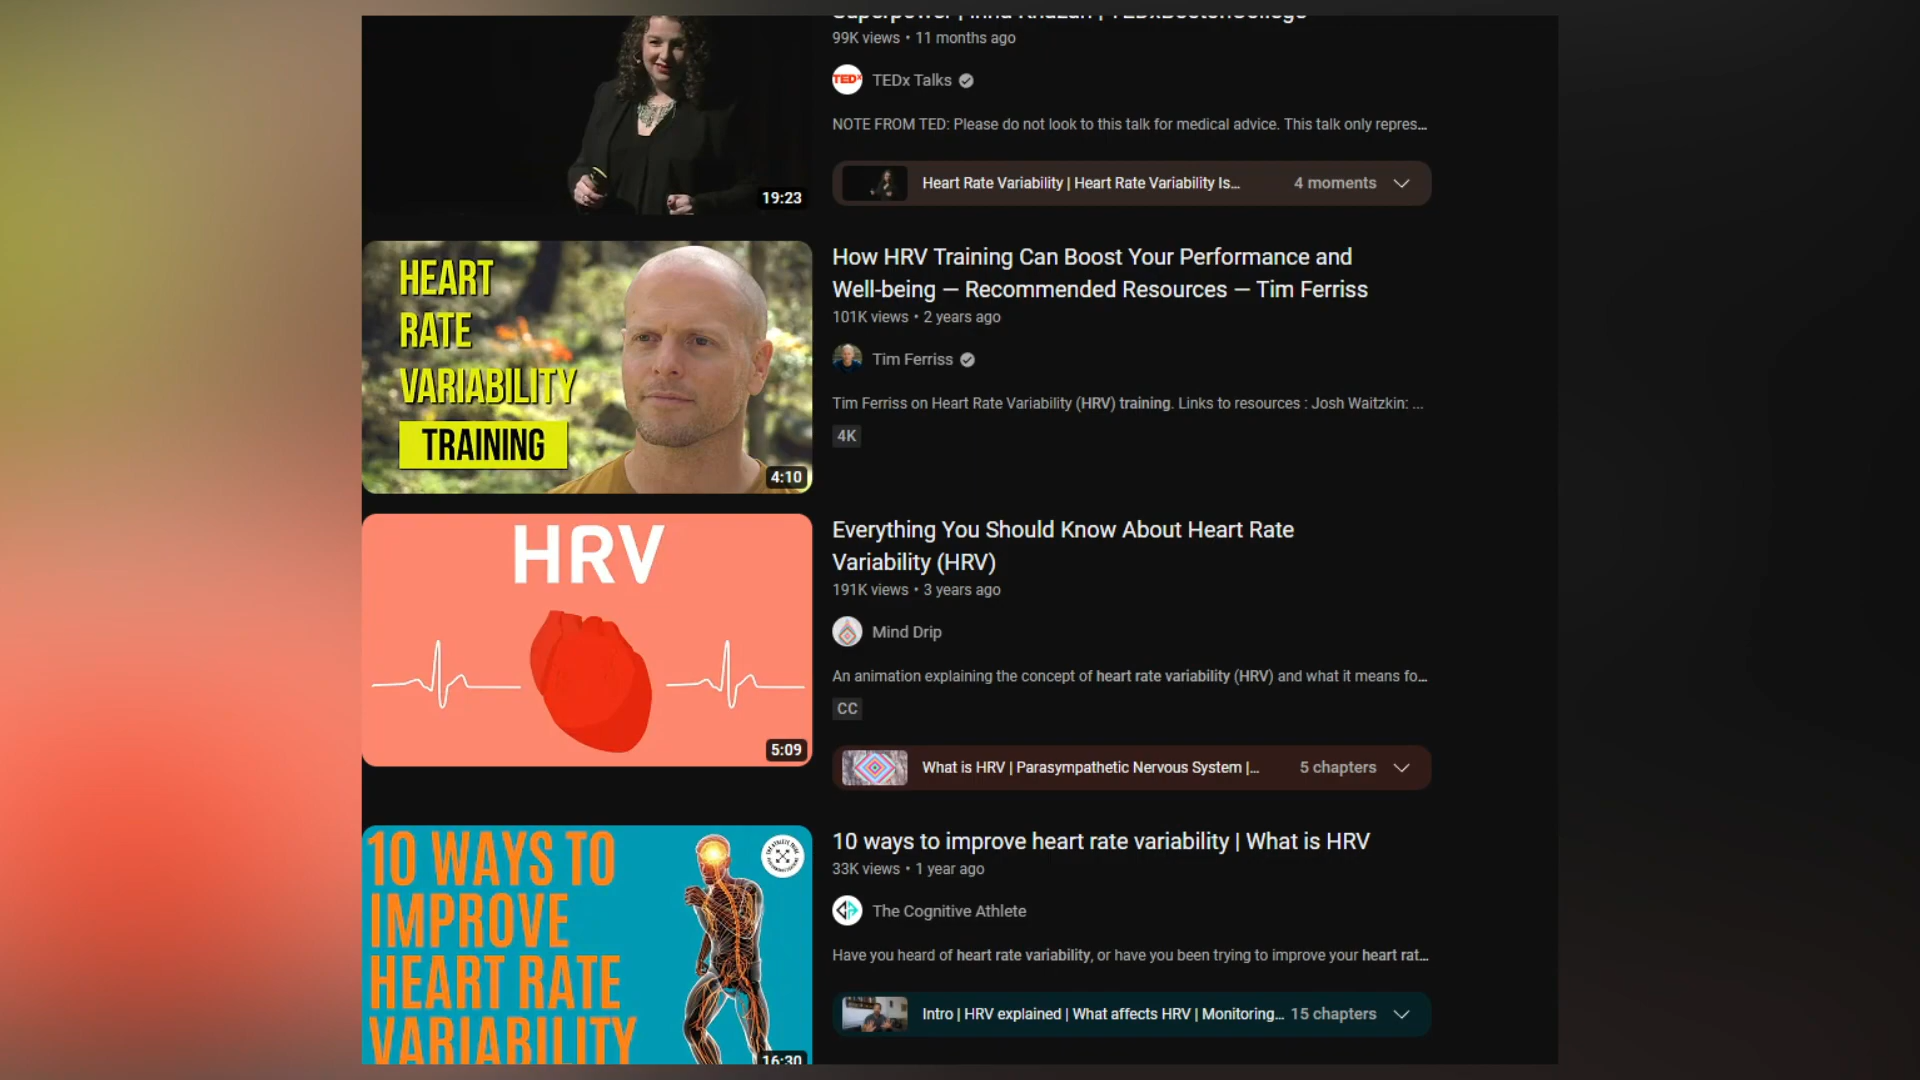 Superpower | Inna Khazan | TEDxBostonCollege
99K views • 11 months ago
TEDx
TEDx Talks
NOTE FROM TED: Please do not look to this talk for medical advice. This talk only repres...
19:23
Heart Rate Variability | Heart Rate Variability Is...
4 moments
HEART
RATE
VARIABILITY
TRAINING
4:10
How HRV Training Can Boost Your Performance and
Well-being — Recommended Resources — Tim Ferriss
101K views • 2 years ago
Tim Ferriss
Tim Ferriss on Heart Rate Variability (HRV) training. Links to resources : Josh Waitzkin: ...
4K
HRV
5:09
Everything You Should Know About Heart Rate
Variability (HRV)
191K views • 3 years ago
Mind Drip
An animation explaining the concept of heart rate variability (HRV) and what it means fo...
CC
What is HRV | Parasympathetic Nervous System |...
5 chapters
10 WAYS TO
IMPROVE
HEART RATE
VARIABILITY
16:30
10 ways to improve heart rate variability | What is HRV
33K views • 1 year ago
The Cognitive Athlete
Have you heard of heart rate variability, or have you been trying to improve your heart rat...
Intro | HRV explained | What affects HRV | Monitoring...
15 chapters